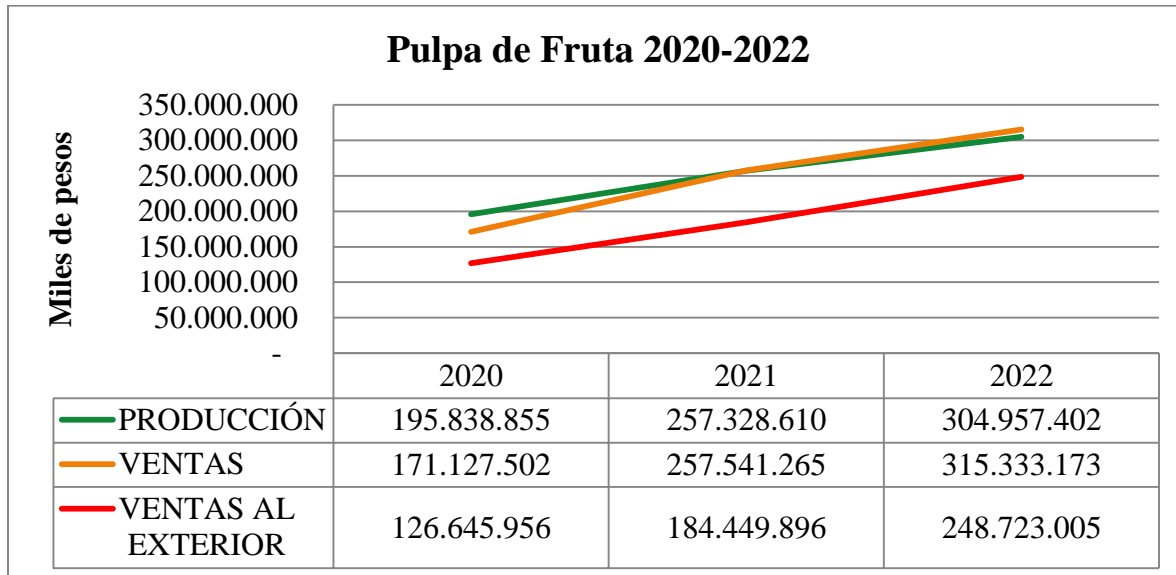 Pulpa de Fruta 2020-2022
Miles de pesos
350.000.000
300.000.000
250.000.000
200.000.000
150.000.000
100.000.000
50.000.000
-
2020 2021 2022
PRODUCCIÓN 195.838.855 257.328.610 304.957.402
VENTAS 171.127.502 257.541.265 315.333.173
VENTAS AL
EXTERIOR 126.645.956 184.449.896 248.723.005